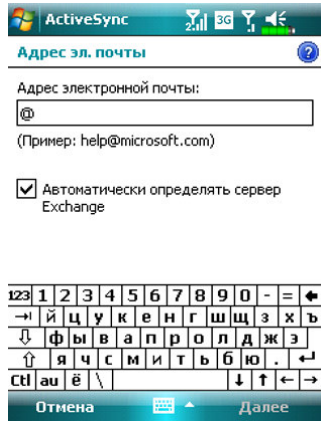 ActiveSync
3G
Адрес эл. почты
?
Адрес электронной почты:
@
(Пример: help@microsoft.com)
Автоматически определять сервер
Exchange
123 1 2 3 4 5 6 7 8 9 0 - =
й ц у к е н г ш щ з х ъ
ф ы в а п р о л д ж э
я ч с м и т ь б ю .
Ctl au ё \
Отмена Далее